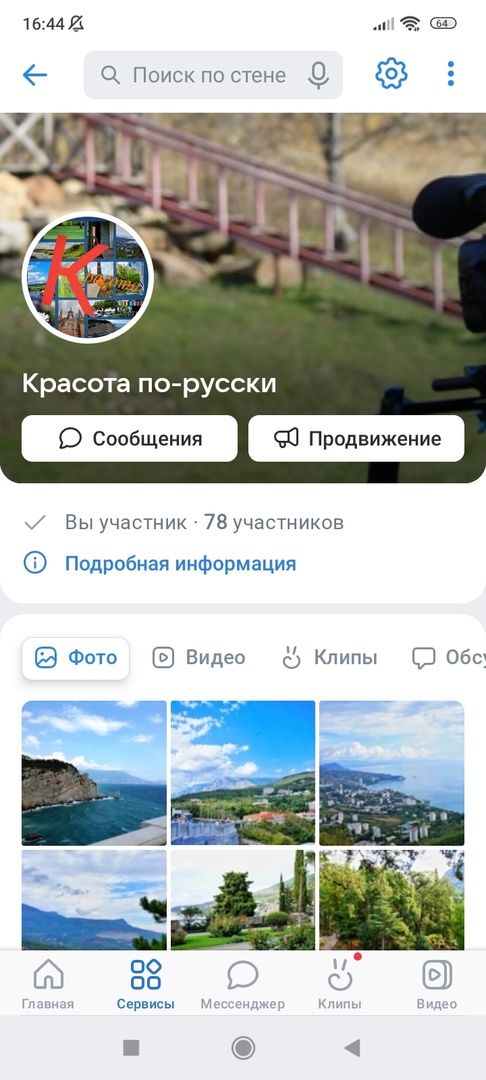 16:44
64
Поиск по стене
К
Красота по-русски
Сообщения
Продвижение
Вы участник · 78 участников
Подробная информация
Фото
Видео
Клипы
Обсу
Главная
Сервисы
Мессенджер
Клипы
Видео